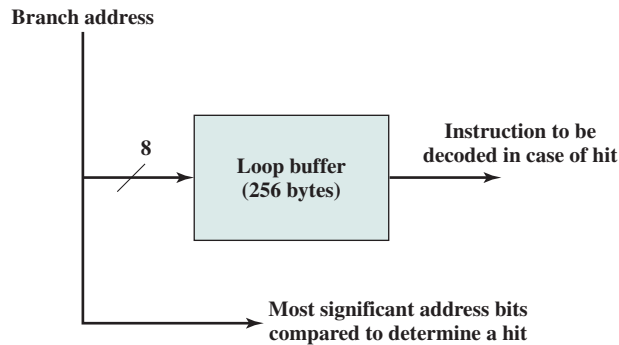 Branch address
8
Loop buffer
(256 bytes)
Instruction to be
decoded in case of hit
Most significant address bits
compared to determine a hit